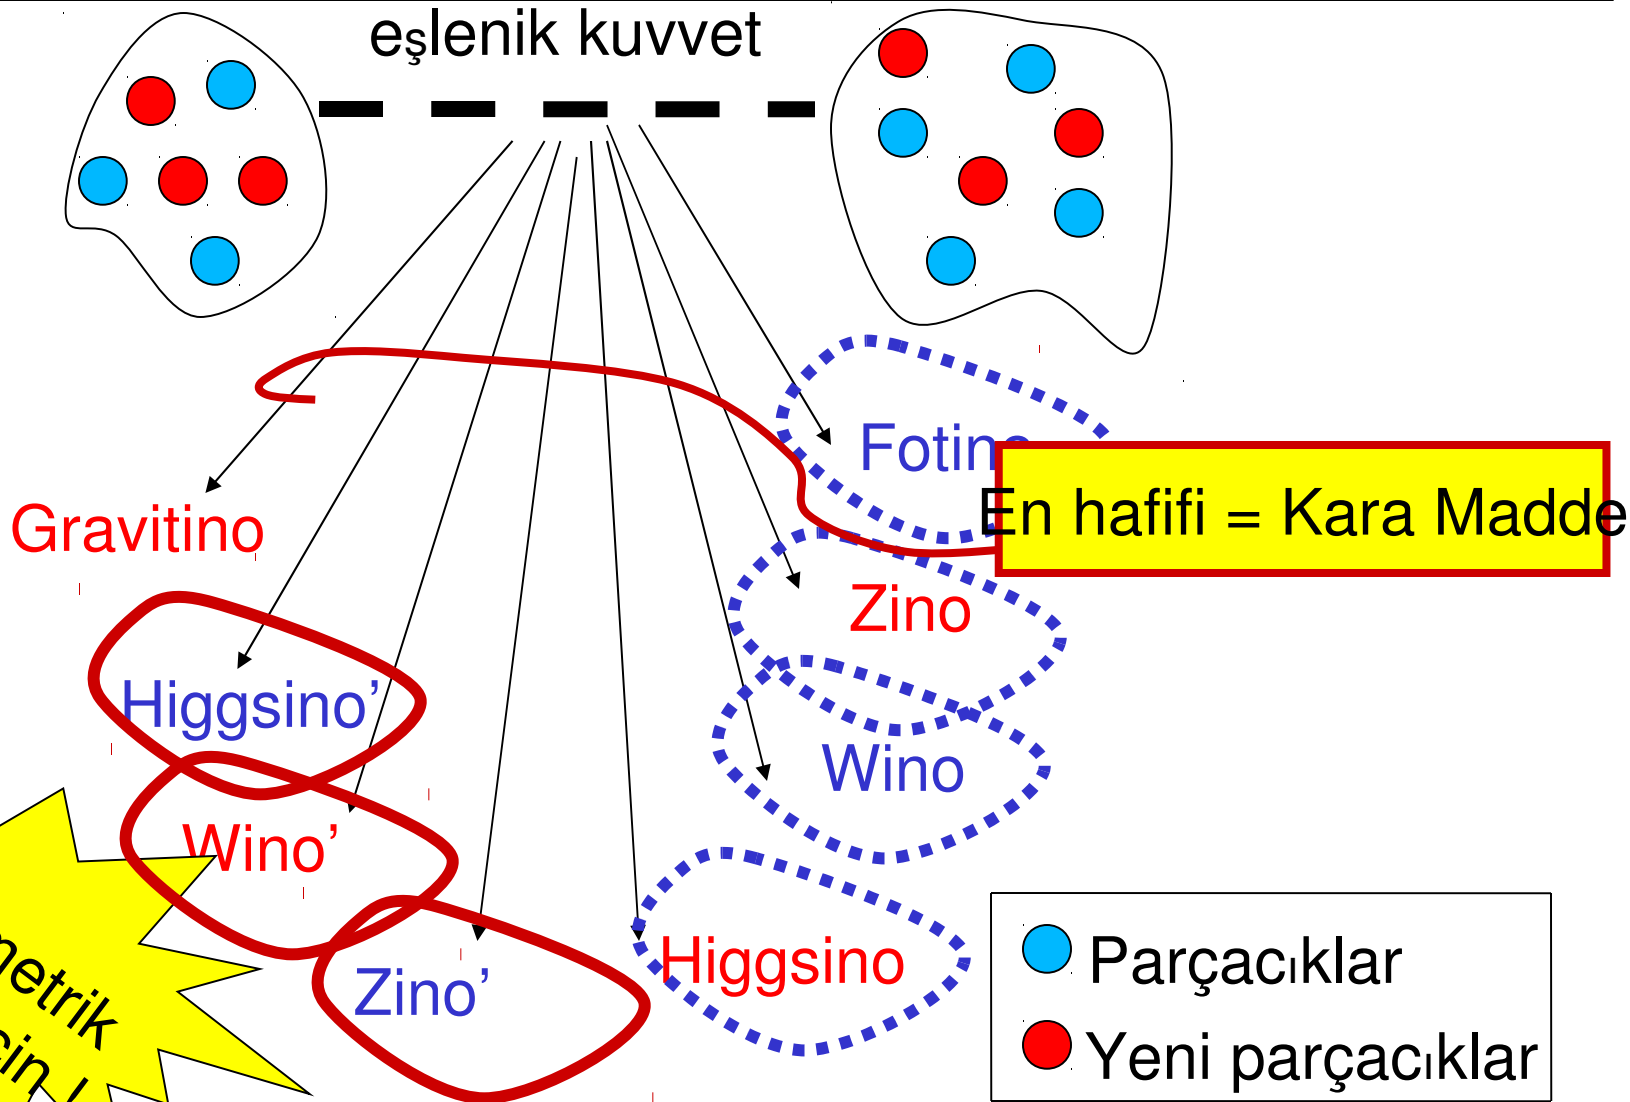 eşlenik kuvvet
Fotino
En hafifi = Kara Madde
Gravitino
Zino
Higgsino’
Wino
Wino’
Higgsino
Zino’
Parçacıklar
Yeni parçacıklar